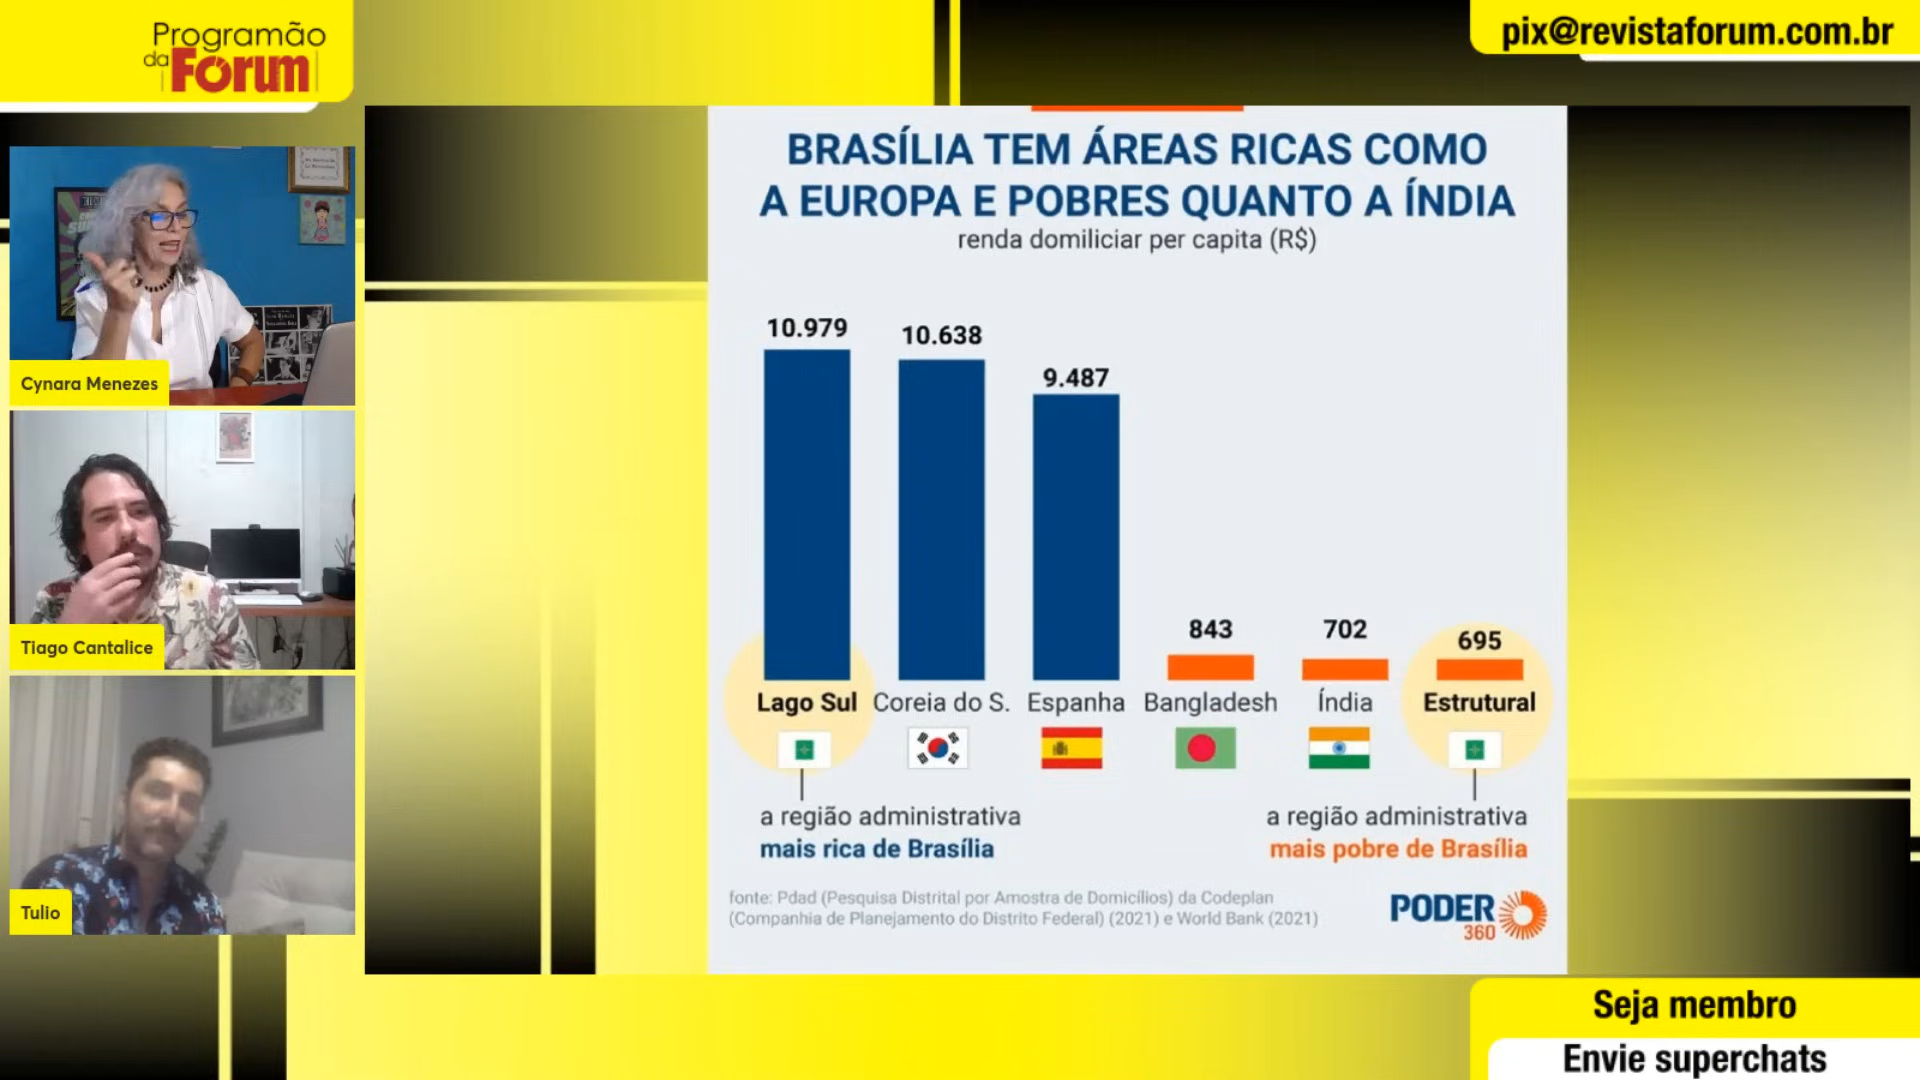 Programão
da
Fórum
pix@revistaforum.com.br
Cynara Menezes
Tiago Cantalice
Tulio
BRASÍLIA TEM ÁREAS RICAS COMO
A EUROPA E POBRES QUANTO A ÍNDIA
renda domiliciar per capita (R$)
10.979
10.638
9.487
843
702
695
Lago Sul
Coreia do S.
Espanha
Bangladesh
Índia
Estrutural
a região administrativa
mais rica de Brasília
a região administrativa
mais pobre de Brasília
fonte: Pdad (Pesquisa Distrital por Amostra de Domicílios) da Codeplan
(Companhia de Planejamento do Distrito Federal) (2021) e World Bank (2021)
PODER
360
Seja membro
Envie superchats